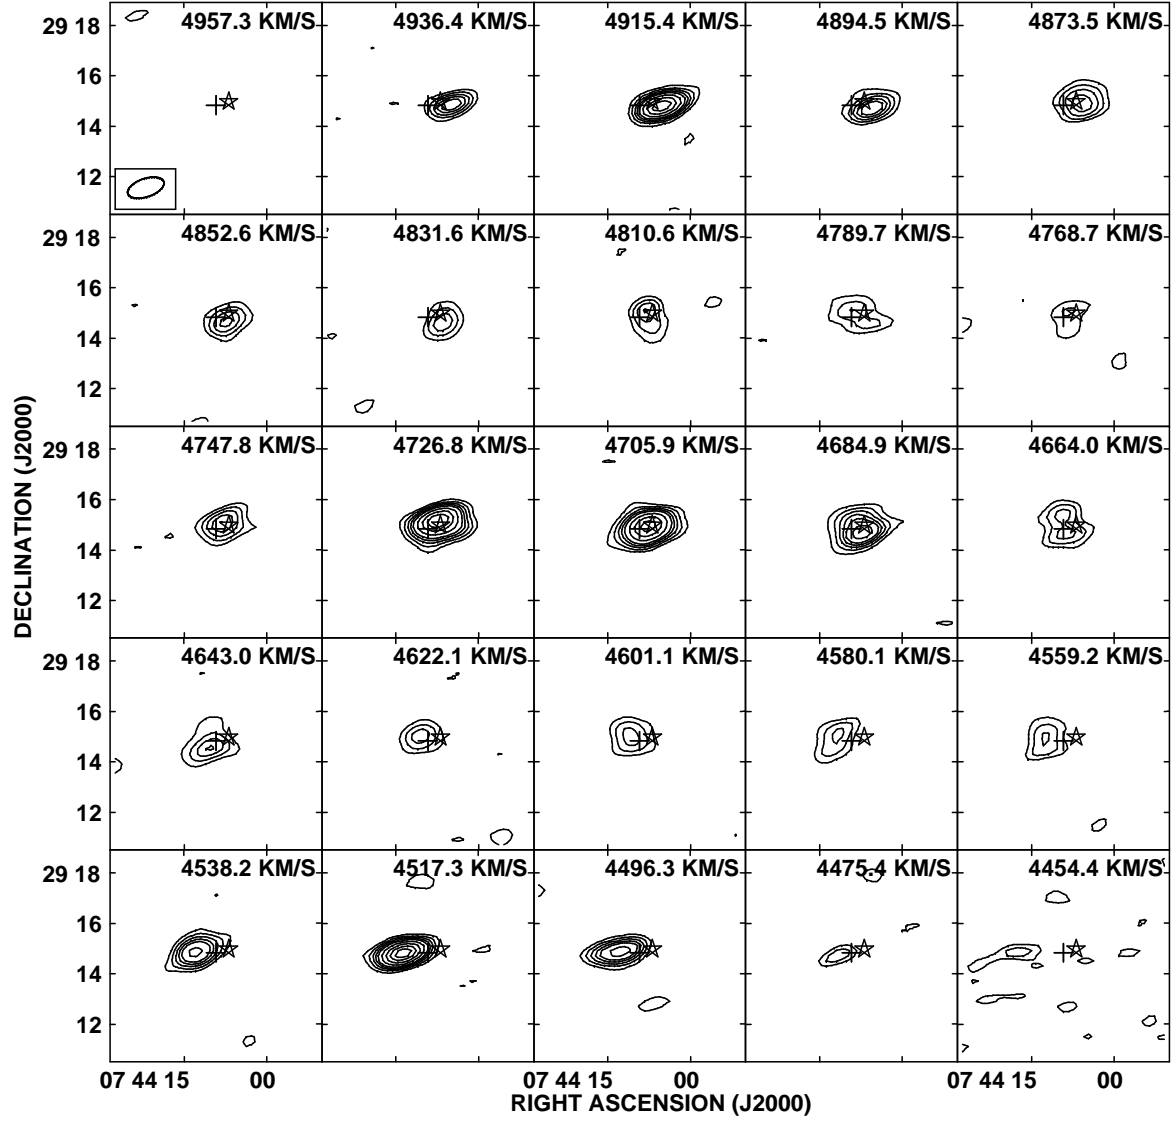 29 18 4957.3 KM/S 4936.4 KM/S 4915.4 KM/S 4894.5 KM/S 4873.5 KM/S
16
14
12
29 18 4852.6 KM/S 4831.6 KM/S 4810.6 KM/S 4789.7 KM/S 4768.7 KM/S
16
14
12
DECLINATION (J2000)
29 18 4747.8 KM/S 4726.8 KM/S 4705.9 KM/S 4684.9 KM/S 4664.0 KM/S
16
14
12
29 18 4643.0 KM/S 4622.1 KM/S 4601.1 KM/S 4580.1 KM/S 4559.2 KM/S
16
14
12
29 18 4538.2 KM/S 4517.3 KM/S 4496.3 KM/S 4475.4 KM/S 4454.4 KM/S
16
14
12
07 44 15 00 07 44 15 00 07 44 15 00
RIGHT ASCENSION (J2000)